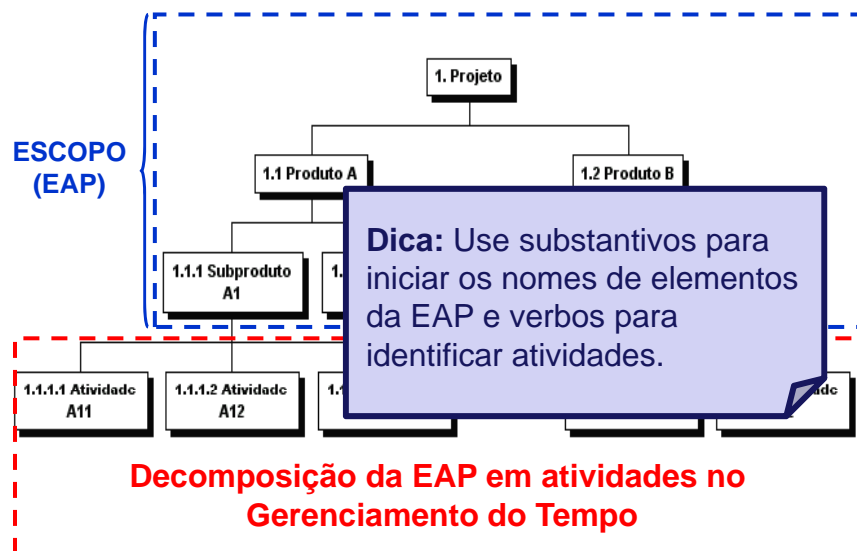 1. Projeto
ESCOPO
(EAP)
1.1 Produto A
1.2 Produto B
Dica: Use substantivos para
iniciar os nomes de elementos
da EAP e verbos para
identificar atividades.
1.1.1 Subproduto
A1
1.1.1.1 Atividade
A11
1.1.1.2 Atividade
A12
Decomposição da EAP em atividades no
Gerenciamento do Tempo